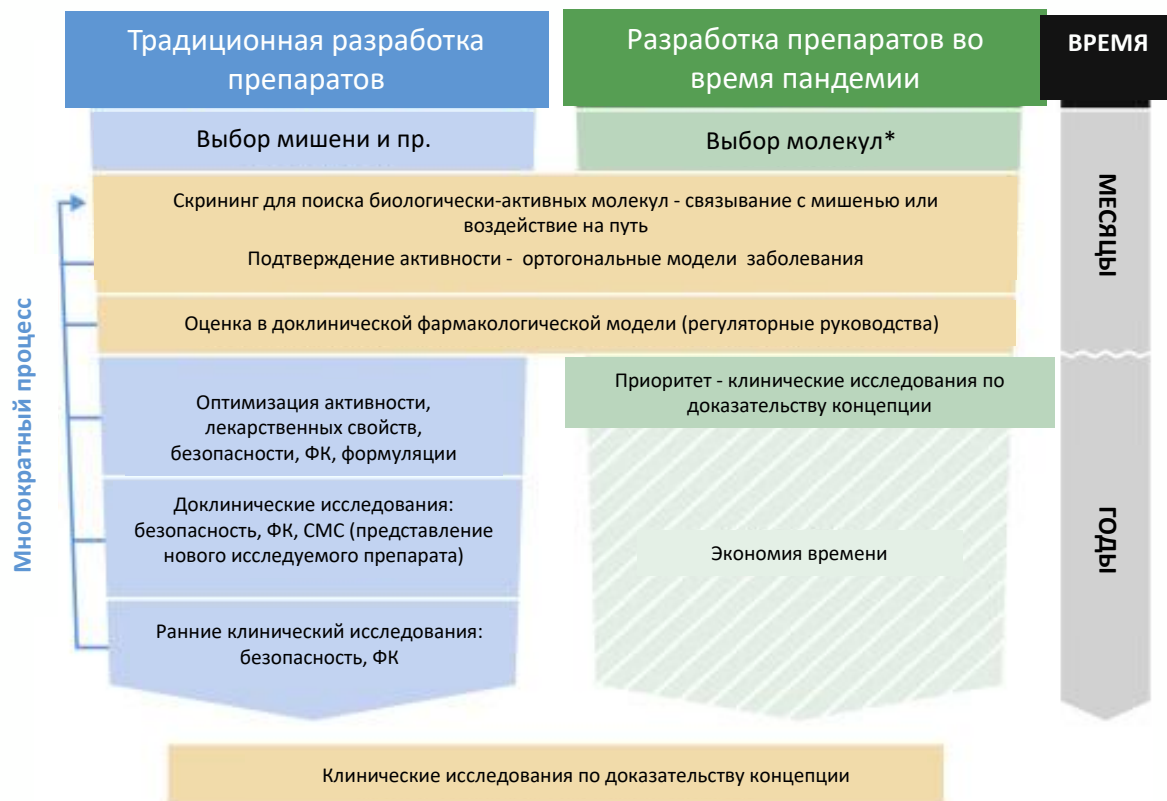 Традиционная разработка
препаратов
Разработка препаратов во
время пандемии
ВРЕМЯ
Выбор мишени и пр.
Выбор молекул*
Скрининг для поиска биологически-активных молекул - связывание с мишенью или
воздействие на путь
Подтверждение активности - ортогональные модели заболевания
Оценка в доклинической фармакологической модели (регуляторные руководства)
МЕСЯЦЫ
Многократный процесс
Оптимизация активности,
лекарственных свойств,
безопасности, ФК, формуляции
Приоритет - клинические исследования по
доказательству концепции
Доклинические исследования:
безопасность, ФК, СМС (представление
нового исследуемого препарата)
Экономия времени
ГОДЫ
Ранние клинический исследования:
безопасность, ФК
Клинические исследования по доказательству концепции